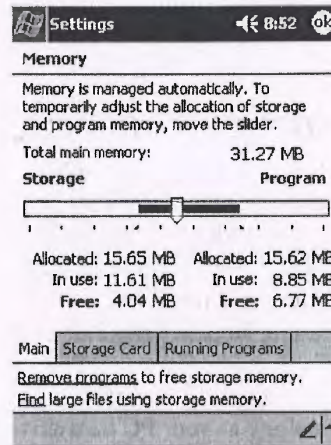 Settings 8:52 ok
Memory
Memory is managed automatically. To
temporarily adjust the allocation of storage
and program memory, move the slider.
Total main memory: 31.27 MB
Storage Program
Allocated: 15.65 MB Allocated: 15.62 MB
In use: 11.61 MB In use: 8.85 MB
Free: 4.04 MB Free: 6.77 MB
Main Storage Card Running Programs
Remove programs to free storage memory.
Find large files using storage memory.